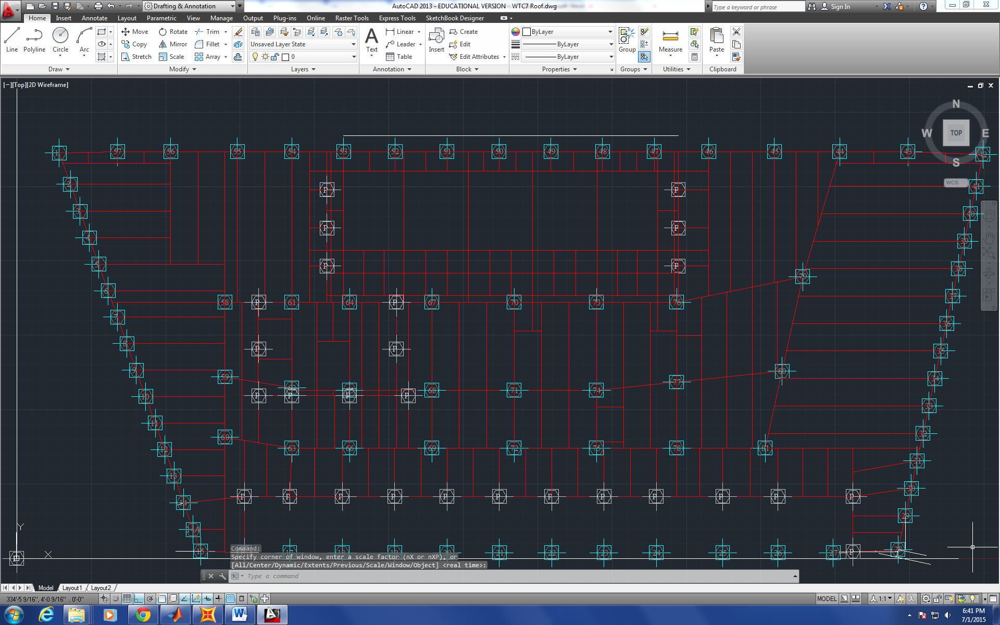 Drafting & Annotation
AutoCAD 2013 - EDUCATIONAL VERSION WTC7 Roof.dwg
Type a keyword or phrase
Sign In
Home Insert Annotate Layout Parametric View Manage Output Plug-ins Online Raster Tools Express Tools SketchBook Designer
Line Polyline Circle Arc
Move Rotate Trim
Copy Mirror Fillet
Stretch Scale Array
Unsaved Layer State
0
Text
Linear
Leader
Table
Insert
Create
Edit
Edit Attributes
ByLayer
ByLayer
ByLayer
Group
Measure
Paste
Draw Modify Layers Annotation Block Properties Groups Utilities Clipboard
[−][Top][2D Wireframe]
N
W TOP E
S
WCS
1 57 56 55 54 53 52 51 50 49 48 47 46 45 44 43 42
2 41
P P
3 40
P P
4 39
5 P P 38
79
6 37
58 P 61 64 P 67 70 73 76
7 36
8 P P 35
9 59 80 34
77
68 71 74
10 P P P P 33
11 32
60
12 63 66 69 72 75 78 81
13 31
14 P P P P P P P P P P P P 30
29
15 17 18 19 20 21 22 23 24 25 26 27 P 28
Y
X
P
Command:
Specify corner of window, enter a scale factor (nX or nXP), or
[All/Center/Dynamic/Extents/Previous/Scale/Window/Object] <real time>:
Type a command
Model Layout1 Layout2
334'-5 9/16", 4'-0 9/16" , 0'-0"
MODEL 1:1
6:41 PM
7/1/2015